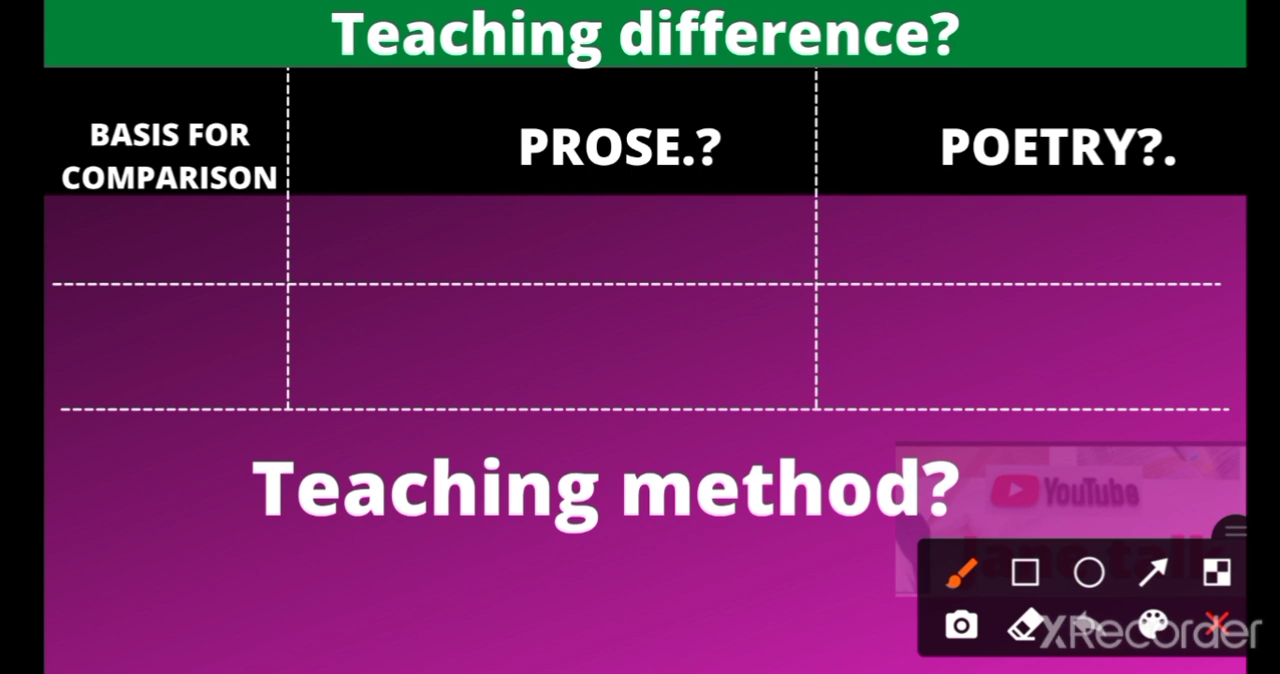 Teaching difference?
BASIS FOR
COMPARISON
PROSE.?
POETRY?.
Teaching method?
YouTube
XRecorder